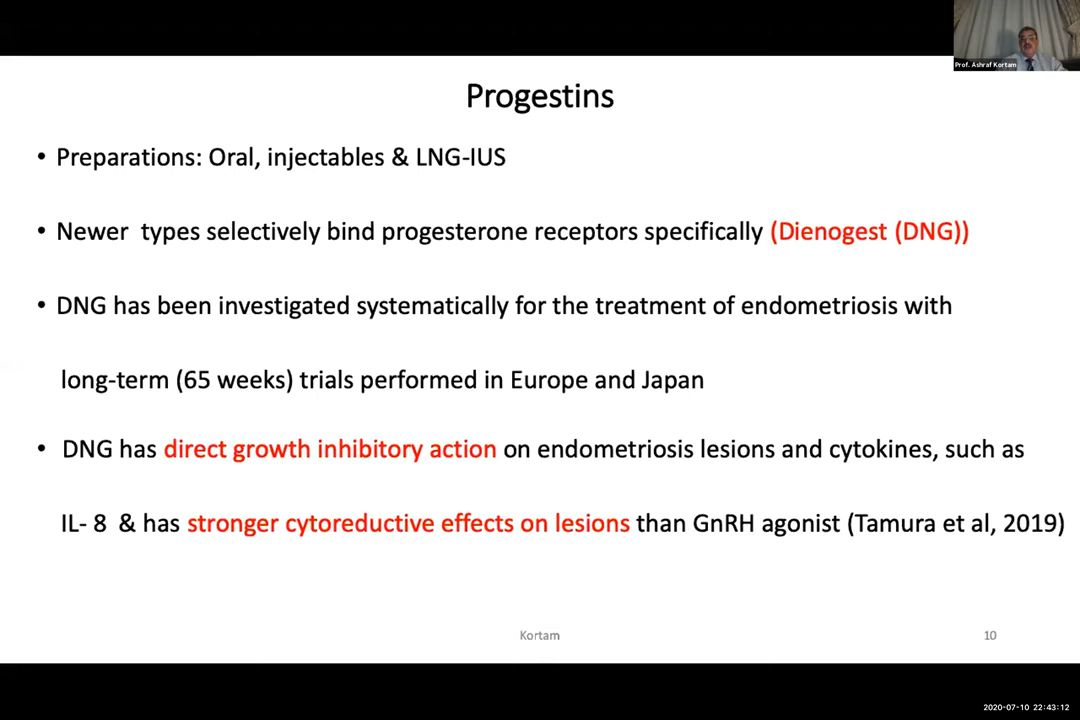 Prof. Ashraf Kortam
Progestins
• Preparations: Oral, injectables & LNG-IUS
• Newer types selectively bind progesterone receptors specifically (Dienogest (DNG))
• DNG has been investigated systematically for the treatment of endometriosis with
long-term (65 weeks) trials performed in Europe and Japan
• DNG has direct growth inhibitory action on endometriosis lesions and cytokines, such as
IL- 8 & has stronger cytoreductive effects on lesions than GnRH agonist (Tamura et al, 2019)
Kortam
10
2020-07-10 22:43:12